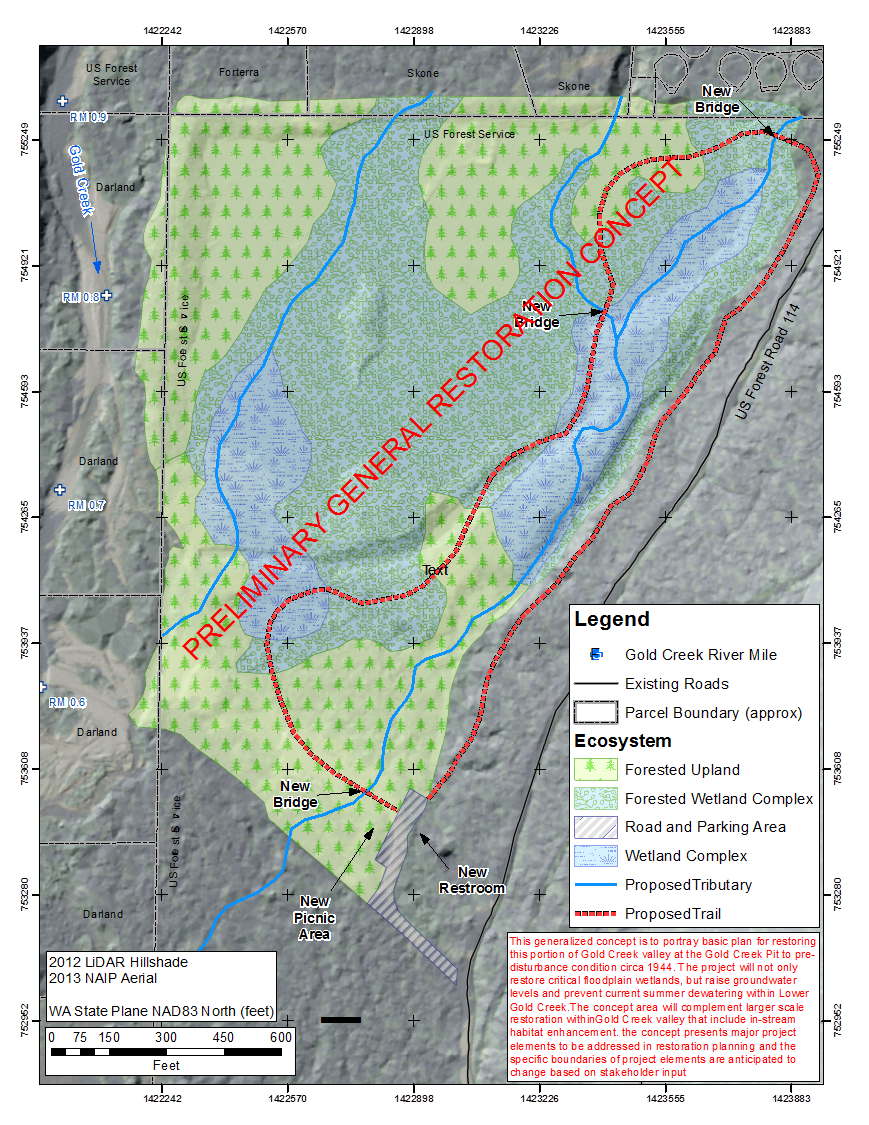 1422242 1422570 1422898 1423226 1423555 1423883
US Forest
Service
Forterra
Skone
Skone
New
Bridge
RM 0.9
US Forest Service
755249
755249
Gold Creek
Darland
754921
754921
RM 0.8
US Forest Service
New
Bridge
US Forest Road 114
754593
754593
PRELIMINARY GENERAL RESTORATION CONCEPT
Darland
RM 0.7
754265
754265
Text
753937
753937
RM 0.6
Darland
753608
753608
New
Bridge
US Forest Service
New
Restroom
New
Picnic
Area
753280
753280
Darland
Legend
Gold Creek River Mile
Existing Roads
Parcel Boundary (approx)
Ecosystem
Forested Upland
Forested Wetland Complex
Road and Parking Area
Wetland Complex
ProposedTributary
ProposedTrail
This generalized concept is to portray basic plan for restoring
this portion of Gold Creek valley at the Gold Creek Pit to pre-
disturbance condition circa 1944. The project will not only
restore critical floodplain wetlands, but raise groundwater
levels and prevent current summer dewatering within Lower
Gold Creek.The concept area will complement larger scale
restoration withinGold Creek valley that include in-stream
habitat enhancement. the concept presents major project
elements to be addressed in restoration planning and the
specific boundaries of project elements are anticipated to
change based on stakeholder input
2012 LiDAR Hillshade
2013 NAIP Aerial
WA State Plane NAD83 North (feet)
752952
752952
0 75 150 300 450 600
Feet
1422242 1422570 1422898 1423226 1423555 1423883